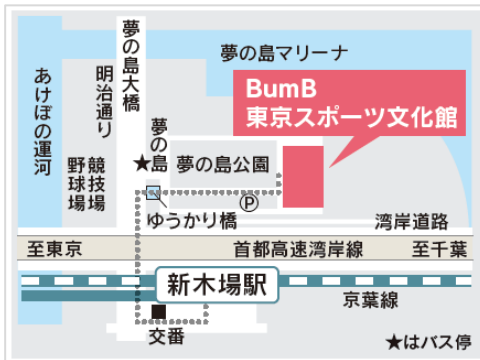 夢の島大橋
夢の島マリーナ
あけぼの運河
明治通り
BumB
東京スポーツ文化館
夢の島
★
夢の島公園
競技場
野球場
P
ゆうかり橋
湾岸道路
至東京
首都高速湾岸線
至千葉
新木場駅
京葉線
交番
★はバス停